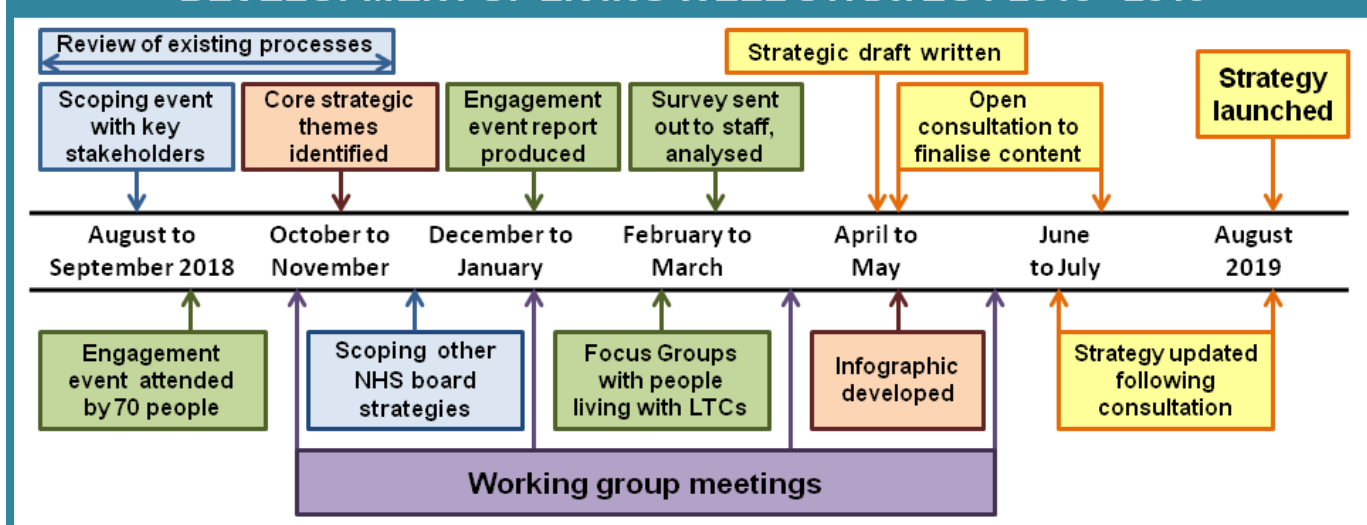 Review of existing processes
Strategic draft written
Scoping event
with key
stakeholders
Core strategic
themes
identified
Engagement
event report
produced
Survey sent
out to staff,
analysed
Open
consultation to
finalise content
Strategy
launched
August to
September 2018
October to
November
December to
January
February to
March
April to
May
June
to July
August
2019
Engagement
event attended
by 70 people
Scoping other
NHS board
strategies
Focus Groups
with people
living with LTCs
Infographic
developed
Strategy updated
following
consultation
Working group meetings